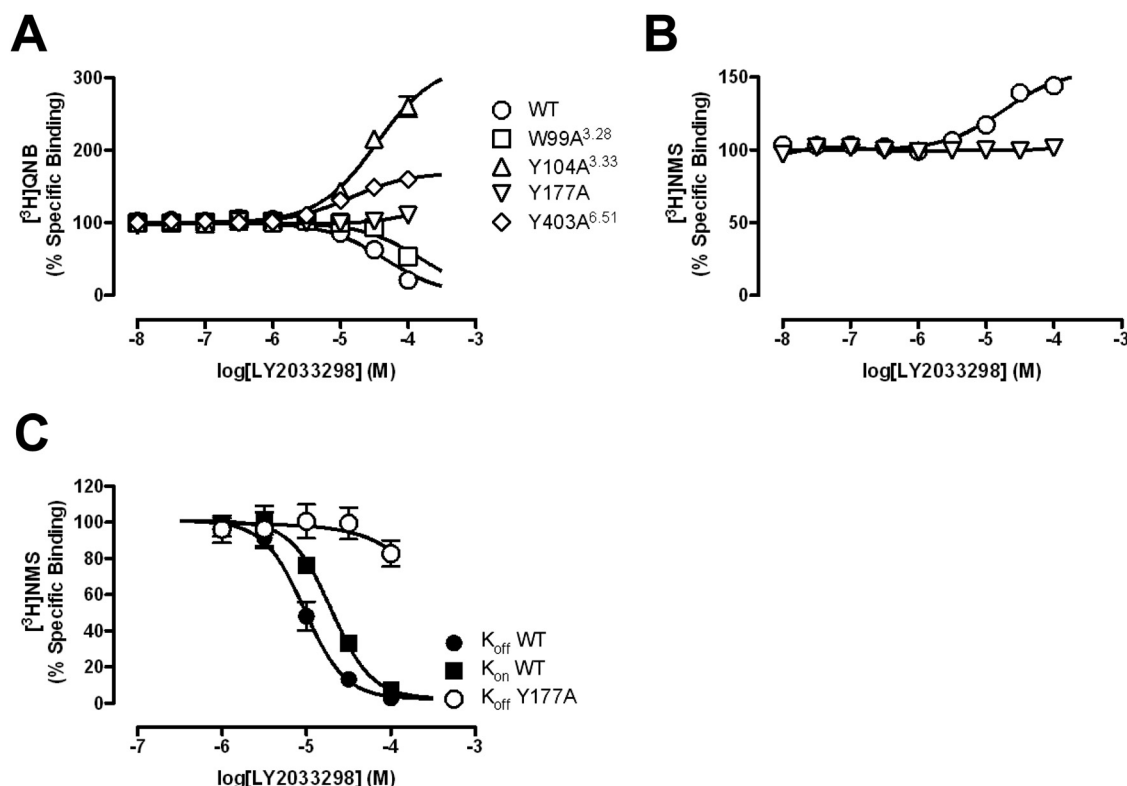 A
[³H]QNB
(% Specific Binding)
300
200
100
0
-8
-7
-6
-5
-4
-3
log[LY2033298] (M)
WT
W99A³·²⁸
Y104A³·³³
Y177A
Y403A⁶·⁵¹
B
[³H]NMS
(% Specific Binding)
150
100
50
0
-8
-7
-6
-5
-4
-3
log[LY2033298] (M)
C
[³H]NMS
(% Specific Binding)
120
100
80
60
40
20
0
-7
-6
-5
-4
-3
log[LY2033298] (M)
Koff WT
Kon WT
Koff Y177A